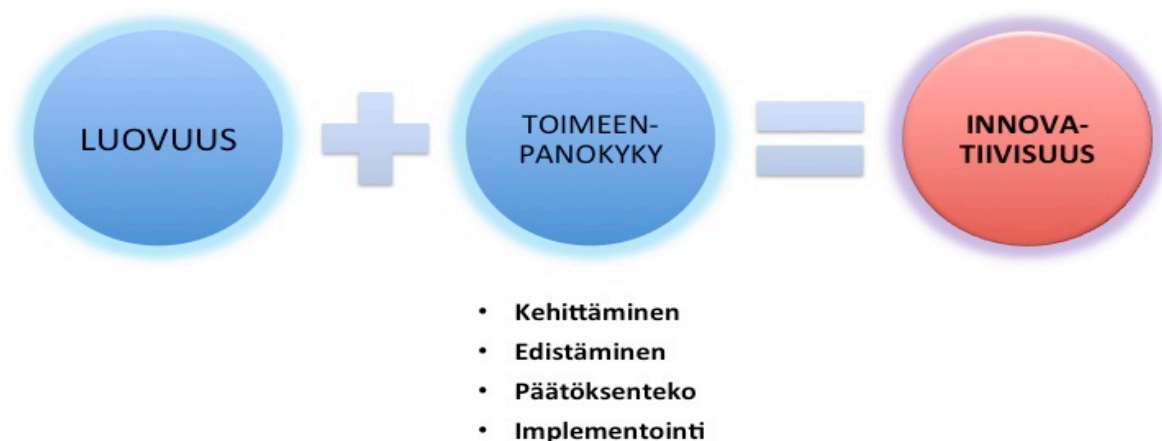 LUOVUUS
TOIMEEN-
PANOKYKY
INNOVA-
TIIVISUUS
• Kehittäminen
• Edistäminen
• Päätöksenteko
• Implementointi